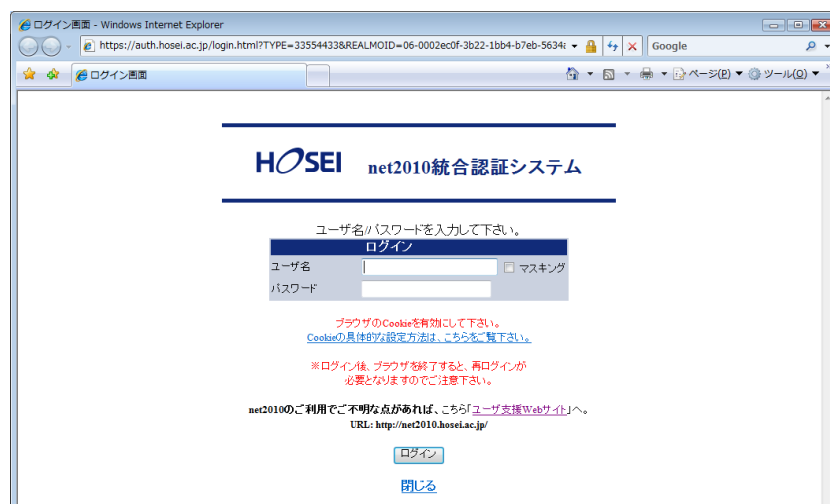 ログイン画面 - Windows Internet Explorer
https://auth.hosei.ac.jp/login.html?TYPE=33554433&REALMOID=06-0002ec0f-3b22-1bb4-b7eb-5634
Google
ログイン画面
ページ(P)
ツール(O)
HOSEI net2010統合認証システム
ユーザ名/パスワードを入力して下さい。
ログイン
ユーザ名
マスキング
パスワード
ブラウザのCookieを有効にして下さい。
Cookieの具体的な設定方法は、こちらをご覧下さい。
※ログイン後、ブラウザを終了すると、再ログインが
必要となりますのでご注意下さい。
net2010のご利用でご不明な点があれば、こちら「ユーザ支援Webサイト」へ。
URL: http://net2010.hosei.ac.jp/
ログイン
閉じる